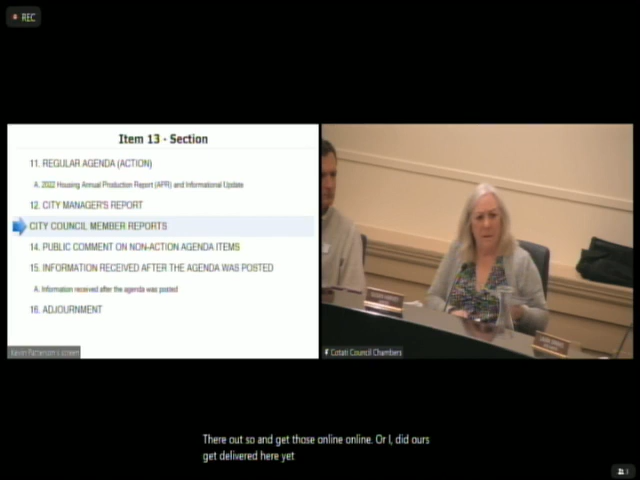 REC
Item 13 - Section
11. REGULAR AGENDA (ACTION)
A. 2022 Housing Annual Production Report (APR) and Informational Update
12. CITY MANAGER'S REPORT
CITY COUNCIL MEMBER REPORTS
14. PUBLIC COMMENT ON NON-ACTION AGENDA ITEMS
15. INFORMATION RECEIVED AFTER THE AGENDA WAS POSTED
A. Information received after the agenda was posted
16. ADJOURNMENT
Kevin Patterson's screen
Cotati Council Chambers
There out so and get those online online. Or I, did ours
get delivered here yet